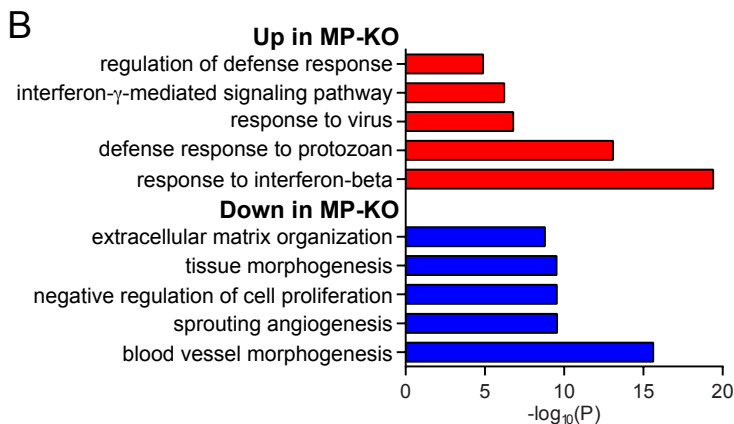 B
Up in MP-KO
regulation of defense response
interferon-γ-mediated signaling pathway
response to virus
defense response to protozoan
response to interferon-beta
Down in MP-KO
extracellular matrix organization
tissue morphogenesis
negative regulation of cell proliferation
sprouting angiogenesis
blood vessel morphogenesis
0 5 10 15 20
-log₁₀(P)